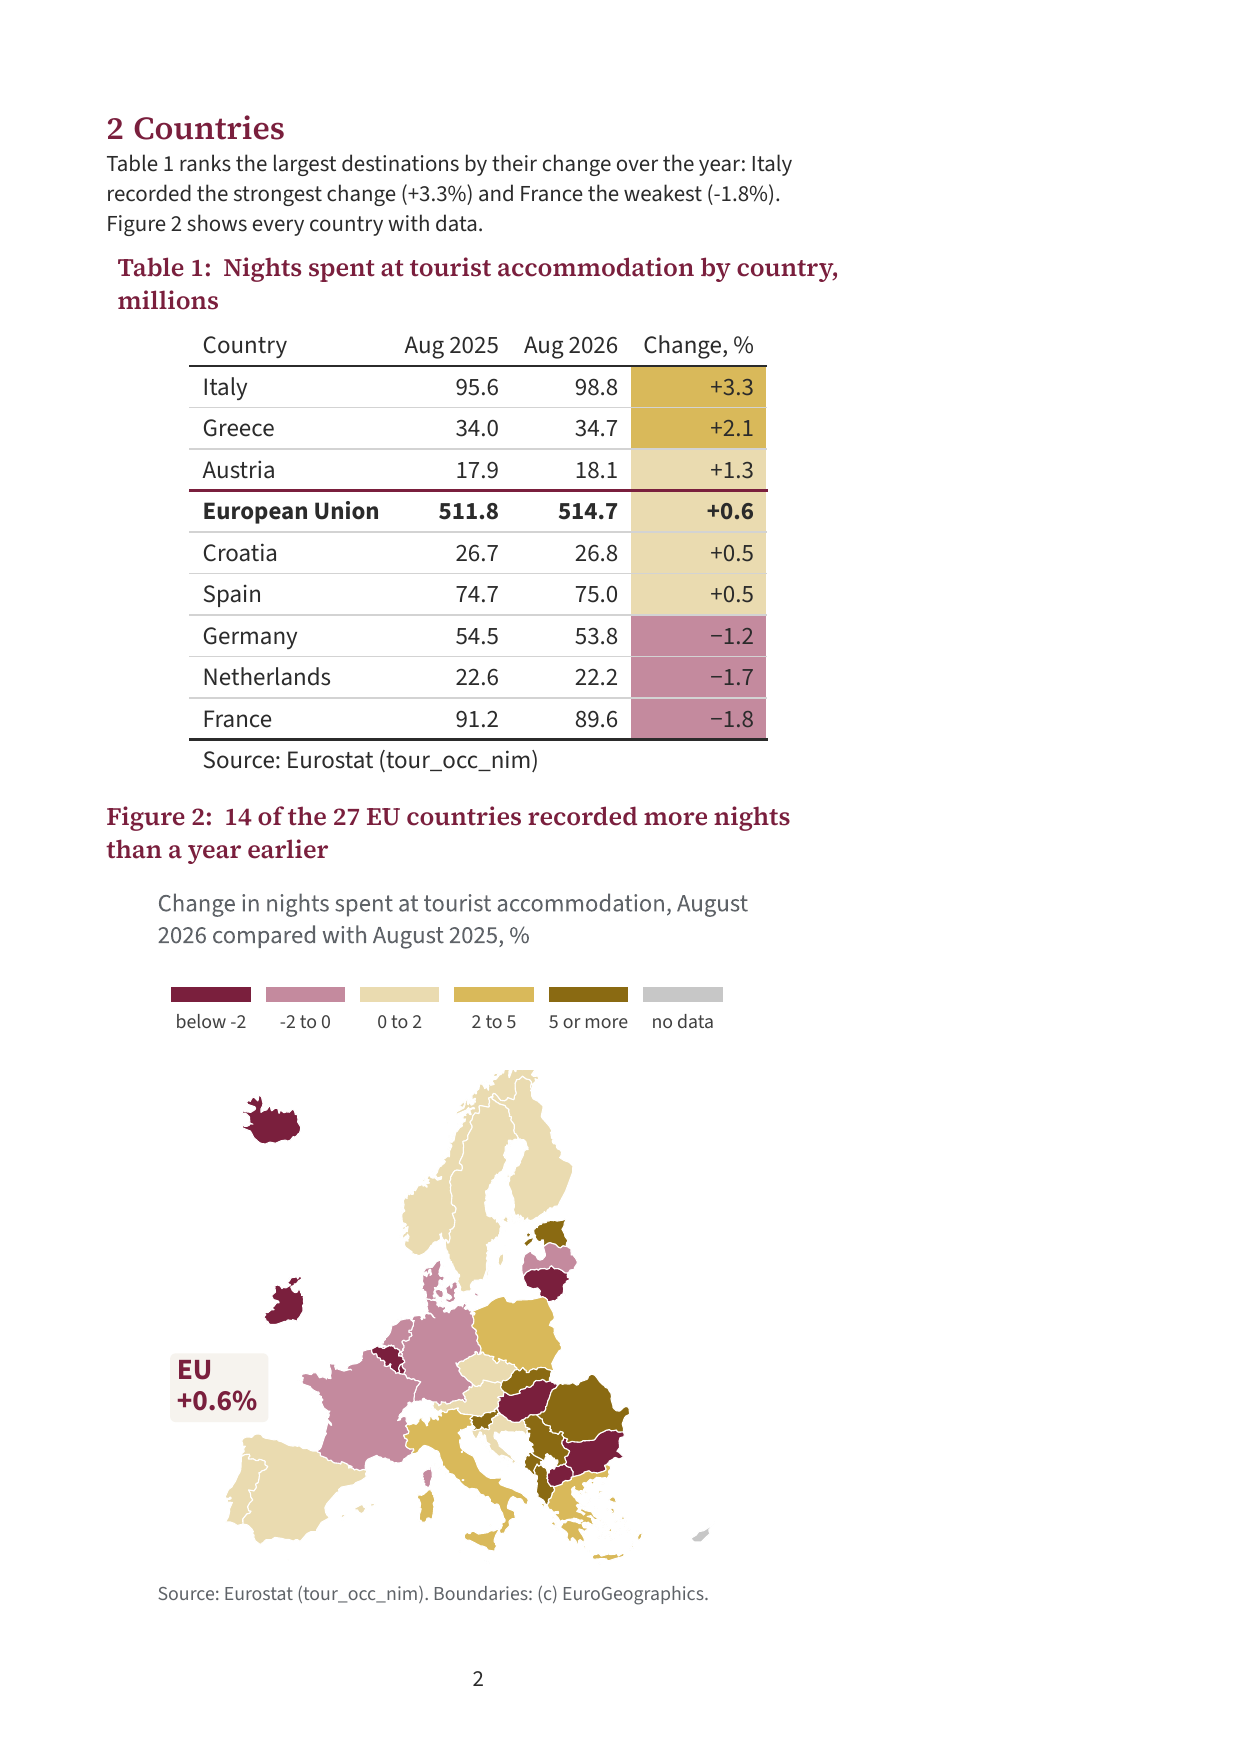 2 Countries
Table 1 ranks the largest destinations by their change over the year: Italy
recorded the strongest change (+3.3%) and France the weakest (-1.8%).
Figure 2 shows every country with data.
Table 1: Nights spent at tourist accommodation by country,
millions
Country Aug 2025 Aug 2026 Change, %
Italy 95.6 98.8 +3.3
Greece 34.0 34.7 +2.1
Austria 17.9 18.1 +1.3
European Union 511.8 514.7 +0.6
Croatia 26.7 26.8 +0.5
Spain 74.7 75.0 +0.5
Germany 54.5 53.8 −1.2
Netherlands 22.6 22.2 −1.7
France 91.2 89.6 −1.8
Source: Eurostat (tour_occ_nim)
Figure 2: 14 of the 27 EU countries recorded more nights
than a year earlier
Change in nights spent at tourist accommodation, August
2026 compared with August 2025, %
below -2 -2 to 0 0 to 2 2 to 5 5 or more no data
EU
+0.6%
Source: Eurostat (tour_occ_nim). Boundaries: (c) EuroGeographics.
2